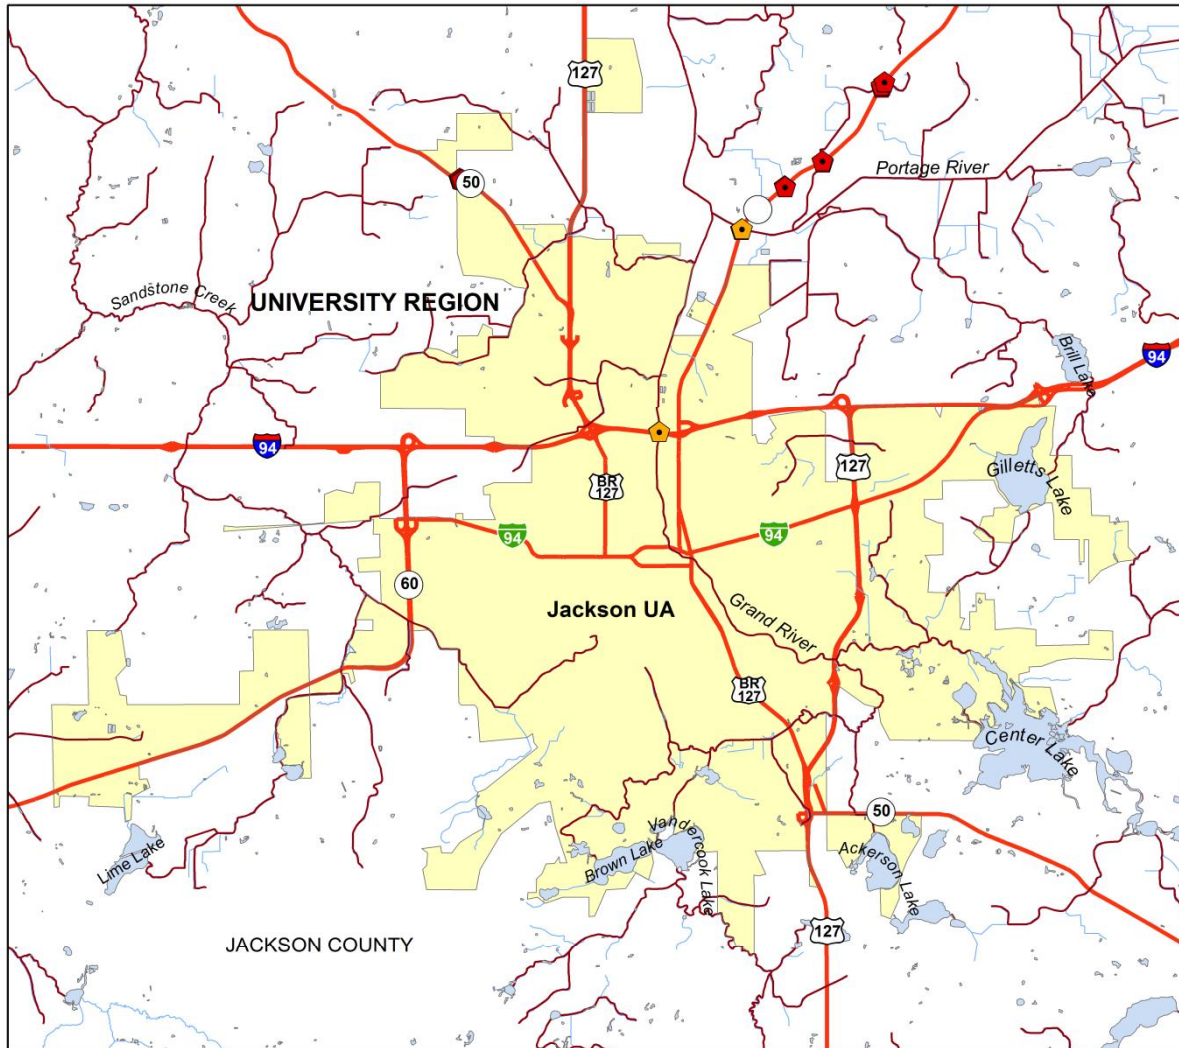 127
Portage River
50
Sandstone Creek
UNIVERSITY REGION
94
Brill Lake
94
127
Gilletts Lake
BR
127
94
94
60
Jackson UA
Grand River
BR
127
Center Lake
50
Vandercook Lake
Ackerson Lake
Brown Lake
Lime Lake
127
JACKSON COUNTY